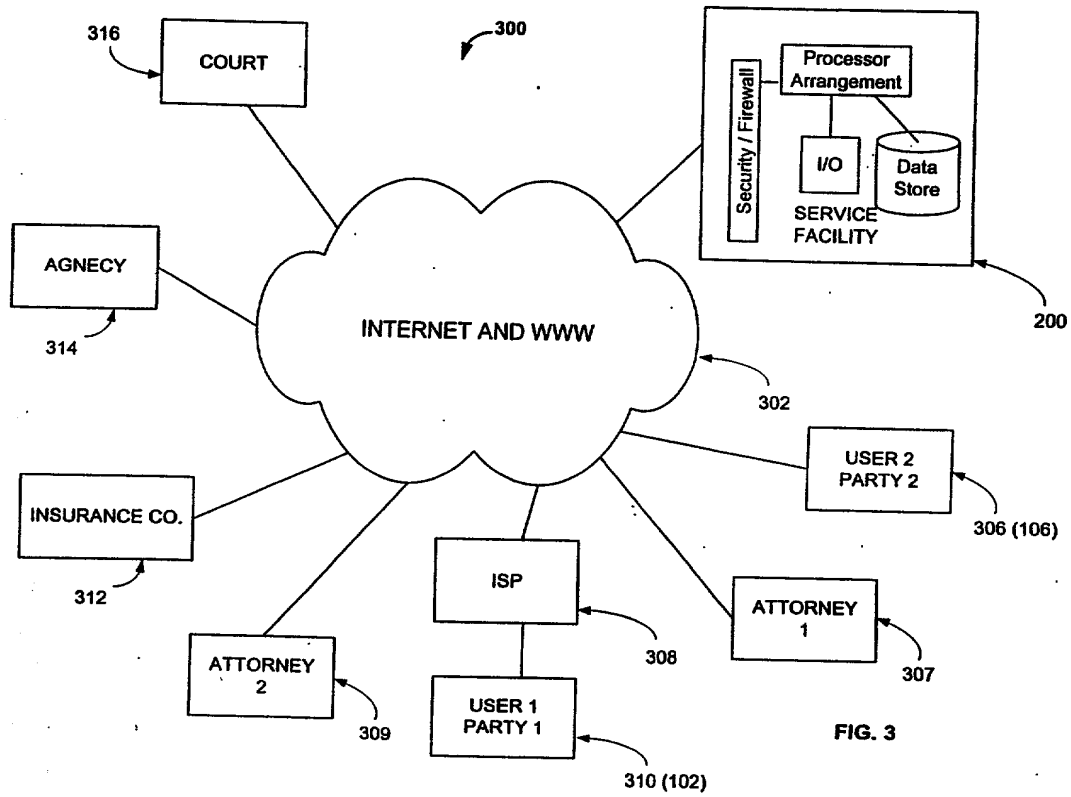 316
COURT
300
Processor
Arrangement
Security / Firewall
I/O
Data
Store
SERVICE
FACILITY
200
AGNECY
314
INTERNET AND WWW
302
USER 2
PARTY 2
306 (106)
INSURANCE CO.
312
ISP
308
ATTORNEY
1
307
ATTORNEY
2
309
USER 1
PARTY 1
310 (102)
FIG. 3